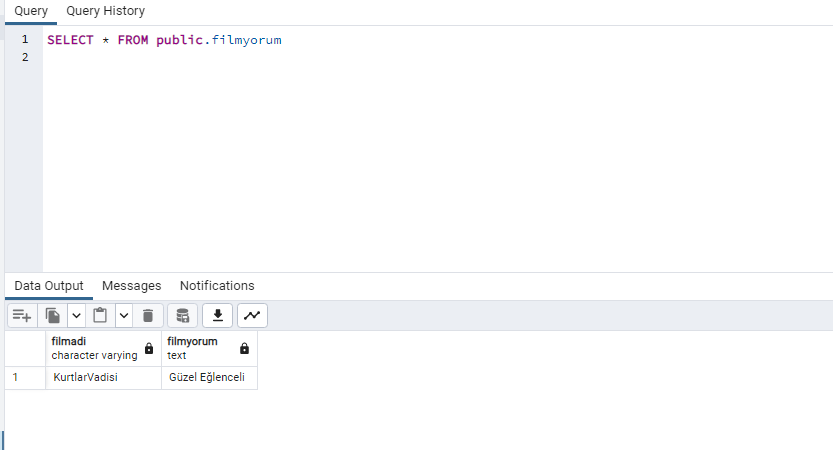 Query Query History
1 SELECT * FROM public.filmyorum
2
Data Output Messages Notifications
filmadi filmyorum
character varying text
1 KurtlarVadisi Güzel Eğlenceli